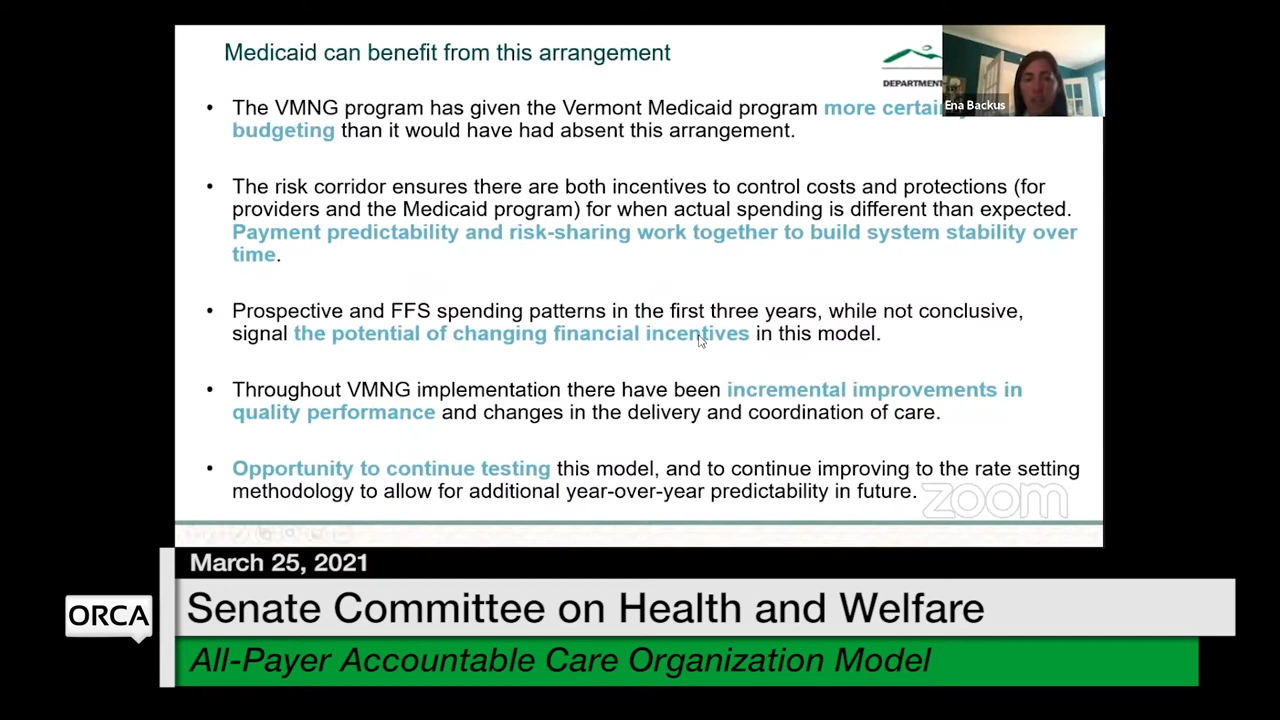 Medicaid can benefit from this arrangement
DEPARTMENT
Ena Backus
• The VMNG program has given the Vermont Medicaid program more
budgeting than it would have had absent this arrangement.
• The risk corridor ensures there are both incentives to control costs and protections (for
providers and the Medicaid program) for when actual spending is different than expected.
Payment predictability and risk-sharing work together to build system stability over
time.
• Prospective and FFS spending patterns in the first three years, while not conclusive,
signal the potential of changing financial incentives in this model.
• Throughout VMNG implementation there have been incremental improvements in
quality performance and changes in the delivery and coordination of care.
• Opportunity to continue testing this model, and to continue improving to the rate setting
methodology to allow for additional year-over-year predictability in future.
zoom
March 25, 2021
ORCA
Senate Committee on Health and Welfare
All-Payer Accountable Care Organization Model